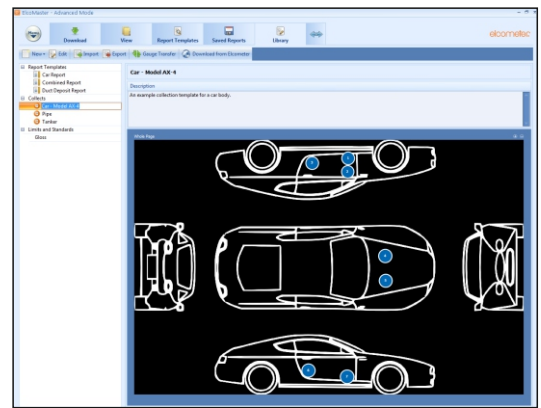 ElcoMaster - Advanced Mode
Download
View
Report Templates
Saved Reports
Library
elcometer
New
Edit
Import
Export
Gauge Transfer
Download from Elcometer
Report Templates
Car Report
Combined Report
Dust Deposit Report
Collects
Car - Model AX-4
Pipe
Tanker
Limits and Standards
Gloss
Car - Model AX-4
Description
An example collection template for a car body.
Whole Page